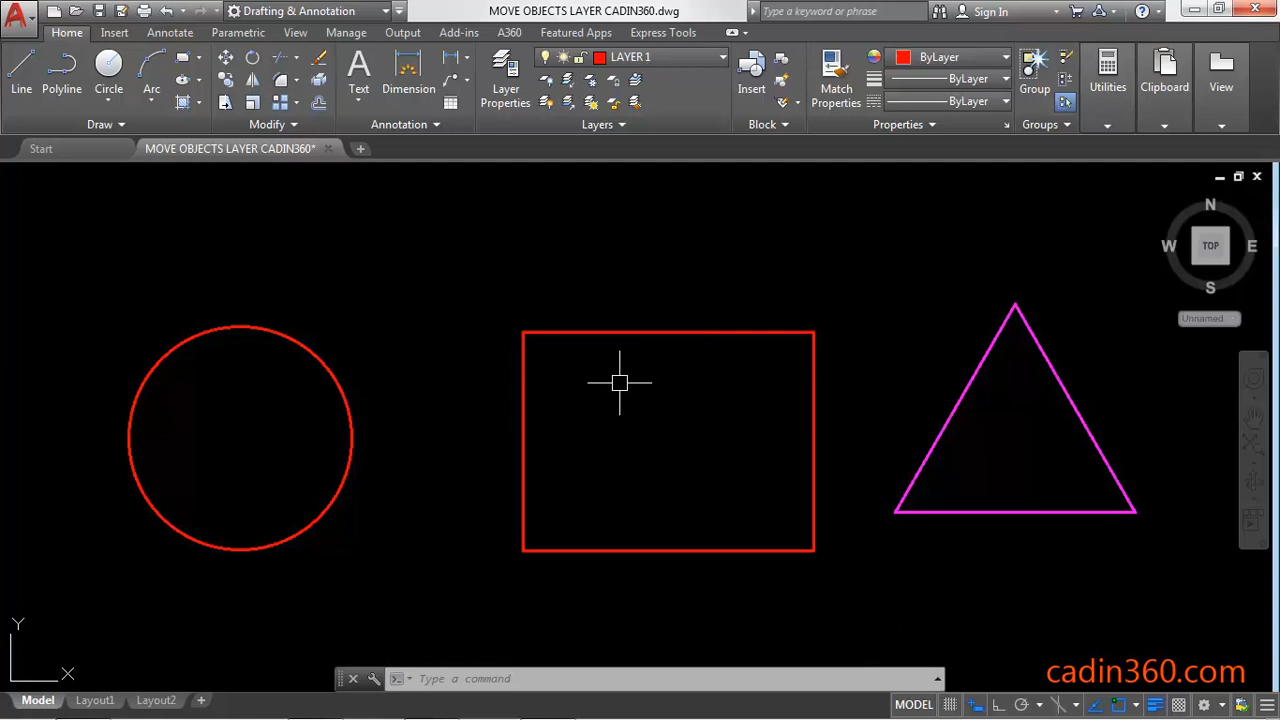 Drafting & Annotation
MOVE OBJECTS LAYER CADIN360.dwg
Type a keyword or phrase
Sign In
Home
Insert
Annotate
Parametric
View
Manage
Output
Add-ins
A360
Featured Apps
Express Tools
LAYER 1
ByLayer
ByLayer
ByLayer
Line
Polyline
Circle
Arc
Text
Dimension
Layer Properties
Insert
Match Properties
Group
Utilities
Clipboard
View
Draw
Modify
Annotation
Layers
Block
Properties
Groups
Start
MOVE OBJECTS LAYER CADIN360*
N
W
TOP
E
S
Unnamed
Y
X
Type a command
cadin360.com
Model
Layout1
Layout2
MODEL